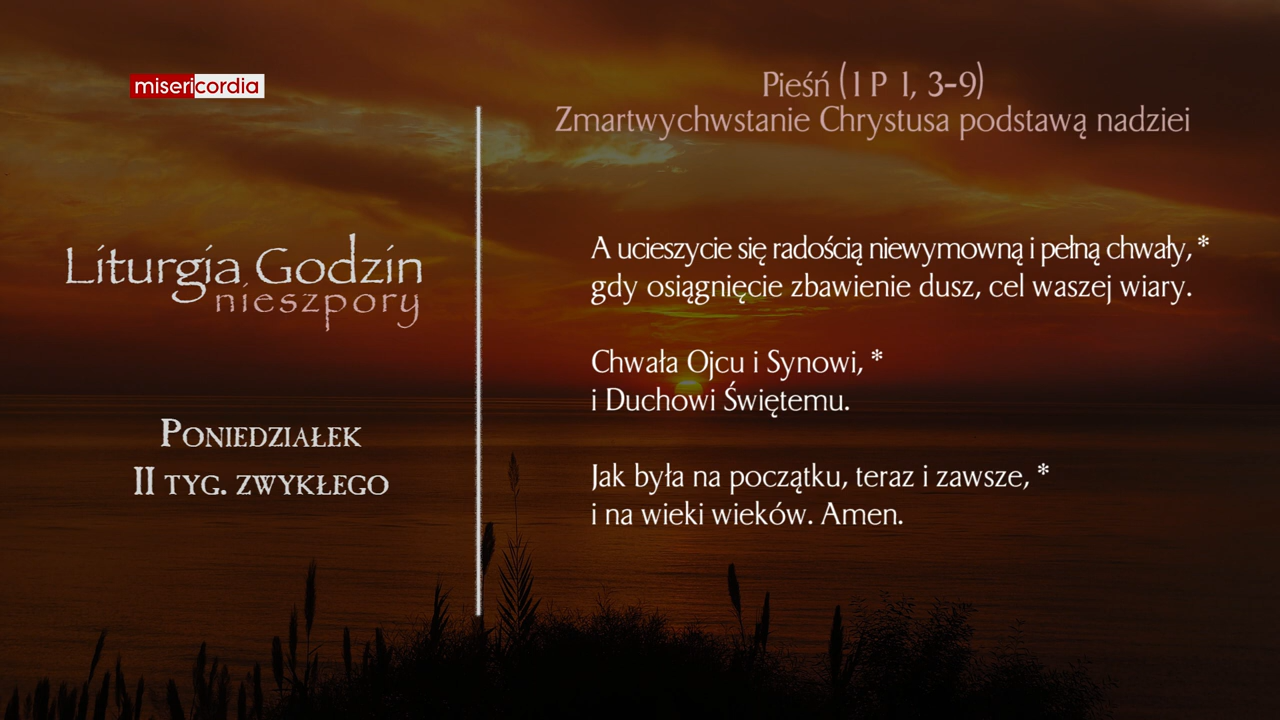 misericordia
Liturgia Godzin
nieszpory
Poniedziałek
II tyg. zwykłego
Pieśń (1 P 1, 3-9)
Zmartwychwstanie Chrystusa podstawą nadziei
A ucieszycie się radością niewymowną i pełną chwały, *
gdy osiągnięcie zbawienie dusz, cel waszej wiary.
Chwała Ojcu i Synowi, *
i Duchowi Świętemu.
Jak była na początku, teraz i zawsze, *
i na wieki wieków. Amen.